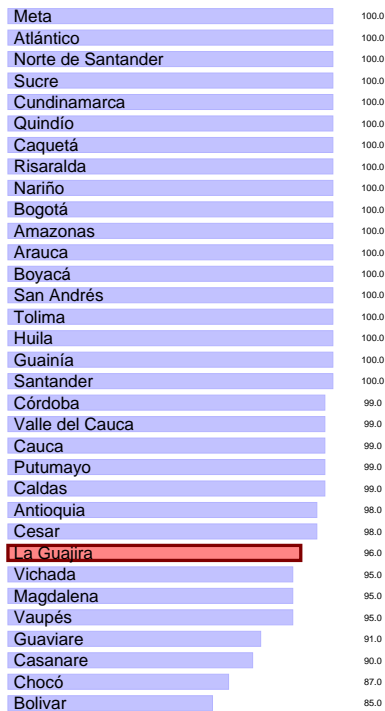 Meta 100.0
Atlántico 100.0
Norte de Santander 100.0
Sucre 100.0
Cundinamarca 100.0
Quindío 100.0
Caquetá 100.0
Risaralda 100.0
Nariño 100.0
Bogotá 100.0
Amazonas 100.0
Arauca 100.0
Boyacá 100.0
San Andrés 100.0
Tolima 100.0
Huila 100.0
Guainía 100.0
Santander 100.0
Córdoba 99.0
Valle del Cauca 99.0
Cauca 99.0
Putumayo 99.0
Caldas 99.0
Antioquia 98.0
Cesar 98.0
La Guajira 96.0
Vichada 95.0
Magdalena 95.0
Vaupés 95.0
Guaviare 91.0
Casanare 90.0
Chocó 87.0
Bolivar 85.0